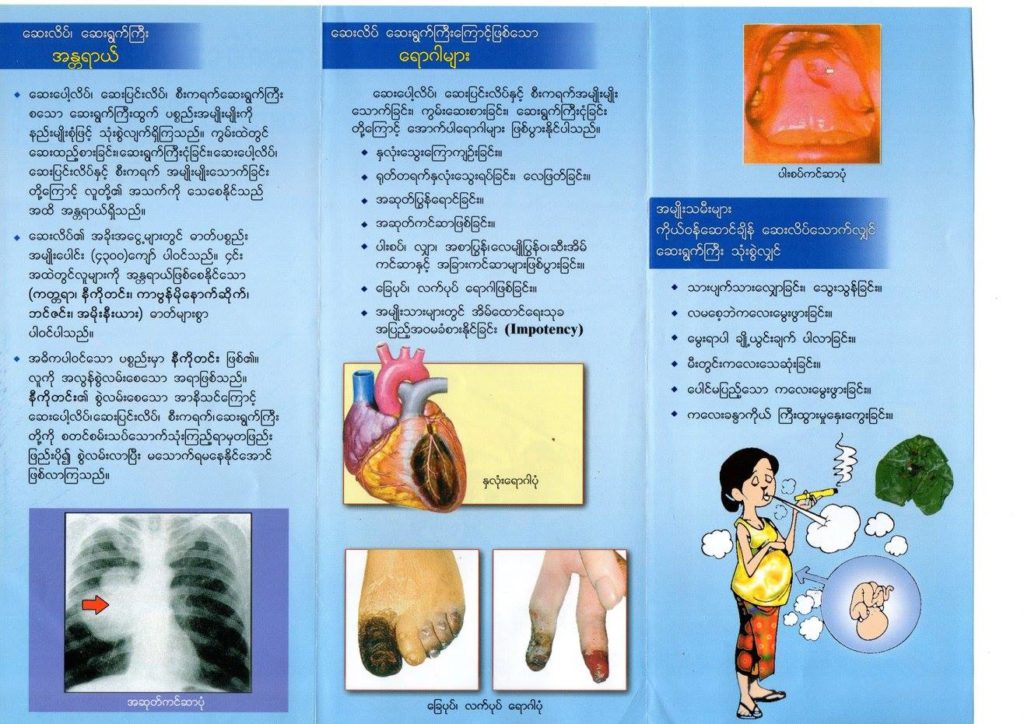 ဆေးလိပ်၊ ဆေးရွက်ကြီး
အန္တရာယ်
ဆေးပေါ့လိပ်၊ ဆေးပြင်းလိပ်၊ စီးကရက်ဆေးရွက်ကြီး
စသော ဆေးရွက်ကြီးထွက် ပစ္စည်းအမျိုးမျိုးကို
နည်းမျိုးစုံဖြင့် သုံးစွဲလျက်ရှိကြသည်။ ကွမ်းထဲတွင်
ဆေးထည့်စားခြင်း၊ဆေးရွက်ကြီးငုံခြင်း၊ဆေးပေါ့လိပ်၊
ဆေးပြင်းလိပ်နှင့် စီးကရက် အမျိုးမျိုးသောက်ခြင်း
တို့ကြောင့် လူတို့၏ အသက်ကို သေစေနိုင်သည်
အထိ အန္တရာယ်ရှိသည်။
ဆေးလိပ်၏ အခိုးအငွေ့များတွင် ဓာတ်ပစ္စည်း
အမျိုးပေါင်း (၄၃၀၀)ကျော် ပါဝင်သည်။ ၎င်း
အထဲတွင်လူများကို အန္တရာယ်ဖြစ်စေနိုင်သော
(ကတ္တရာ၊ နီကိုတင်း၊ ကာဗွန်မိုနောက်ဆိုက်၊
ဘင်ဇင်း၊ အမိုးနီးယား) ဓာတ်များစွာ
ပါဝင်ပါသည်။
အဓိကပါဝင်သော ပစ္စည်းမှာ နီကိုတင်း ဖြစ်၏။
လူကို အလွန်စွဲလမ်းစေသော အရာဖြစ်သည်။
နီကိုတင်း၏ စွဲလမ်းစေသော အာနိသင်ကြောင့်
ဆေးပေါ့လိပ်၊ဆေးပြင်းလိပ်၊ စီးကရက်၊ဆေးရွက်ကြီး
တို့ကို စတင်စမ်းသပ်သောက်သုံးကြည့်ရာမှတဖြည်း
ဖြည်းပို၍ စွဲလမ်းလာပြီး မသောက်ရမနေနိုင်အောင်
ဖြစ်လာကြသည်။
အဆုတ်ကင်ဆာပုံ
ဆေးလိပ် ဆေးရွက်ကြီးကြောင့်ဖြစ်သော
ရောဂါများ
ဆေးပေါ့လိပ်၊ ဆေးပြင်းလိပ်နှင့် စီးကရက်အမျိုးမျိုး
သောက်ခြင်း၊ ကွမ်းဆေးစားခြင်း၊ ဆေးရွက်ကြီးငုံခြင်း
တို့ကြောင့် အောက်ပါရောဂါများ ဖြစ်ပွားနိုင်ပါသည်။
နှလုံးသွေးကြောကျဉ်းခြင်း။
ရုတ်တရက်နှလုံးသွေးရပ်ခြင်း၊ လေဖြတ်ခြင်း။
အဆုတ်ပွန်းရောင်ခြင်း။
အဆုတ်ကင်ဆာဖြစ်ခြင်း။
ပါးစပ်၊ လျှာ၊ အစာပြွန်၊လေမျိုပြွန်ဝ၊ဆီးအိမ်
ကင်ဆာနှင့် အခြားကင်ဆာများဖြစ်ပွားခြင်း။
ခြေပုပ်၊ လက်ပုပ် ရောဂါဖြစ်ခြင်း။
အမျိုးသားများတွင် အိမ်ထောင်ရေးသုခ
အပြည့်အဝမခံစားနိုင်ခြင်း (Impotency)
နှလုံးရောဂါပုံ
ခြေပုပ်၊ လက်ပုပ် ရောဂါပုံ
ပါးစပ်ကင်ဆာပုံ
အမျိုးသမီးများ
ကိုယ်ဝန်ဆောင်ချိန် ဆေးလိပ်သောက်လျှင်
ဆေးရွက်ကြီး သုံးစွဲလျှင်
သားပျက်သားလျှောခြင်း။ သွေးသွန်ခြင်း။
လမစေ့ဘဲကလေးမွေးဖွားခြင်း။
မွေးရာပါ ချို့ယွင်းချက် ပါလာခြင်း။
မီးတွင်းကလေးသေဆုံးခြင်း။
ပေါင်မပြည့်သော ကလေးမွေးဖွားခြင်း။
ကလေးခန္ဓာကိုယ် ကြီးထွားမှုနှေးကွေးခြင်း။